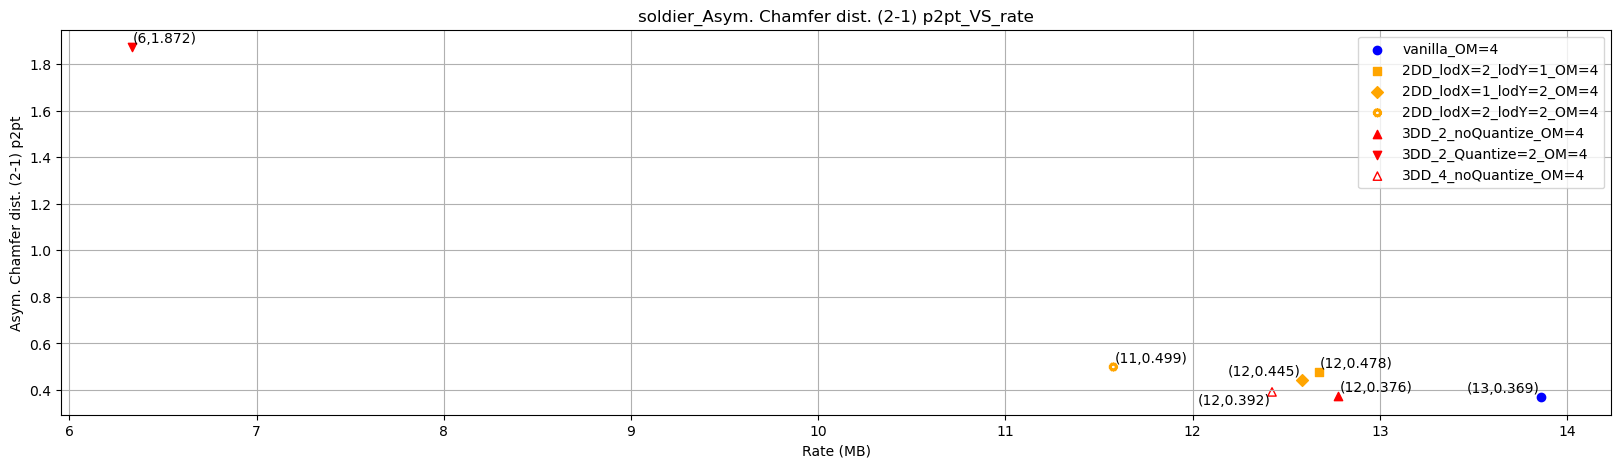 soldier_Asym. Chamfer dist. (2-1) p2pt_VS_rate
Asym. Chamfer dist. (2-1) p2pt
1.8
1.6
1.4
1.2
1.0
0.8
0.6
0.4
(6,1.872)
vanilla_OM=4
2DD_lodX=2_lodY=1_OM=4
2DD_lodX=1_lodY=2_OM=4
2DD_lodX=2_lodY=2_OM=4
3DD_2_noQuantize_OM=4
3DD_2_Quantize=2_OM=4
3DD_4_noQuantize_OM=4
(11,0.499)
(12,0.478)
(12,0.445)
(12,0.376)
(13,0.369)
(12,0.392)
6
7
8
9
10
11
12
13
14
Rate (MB)